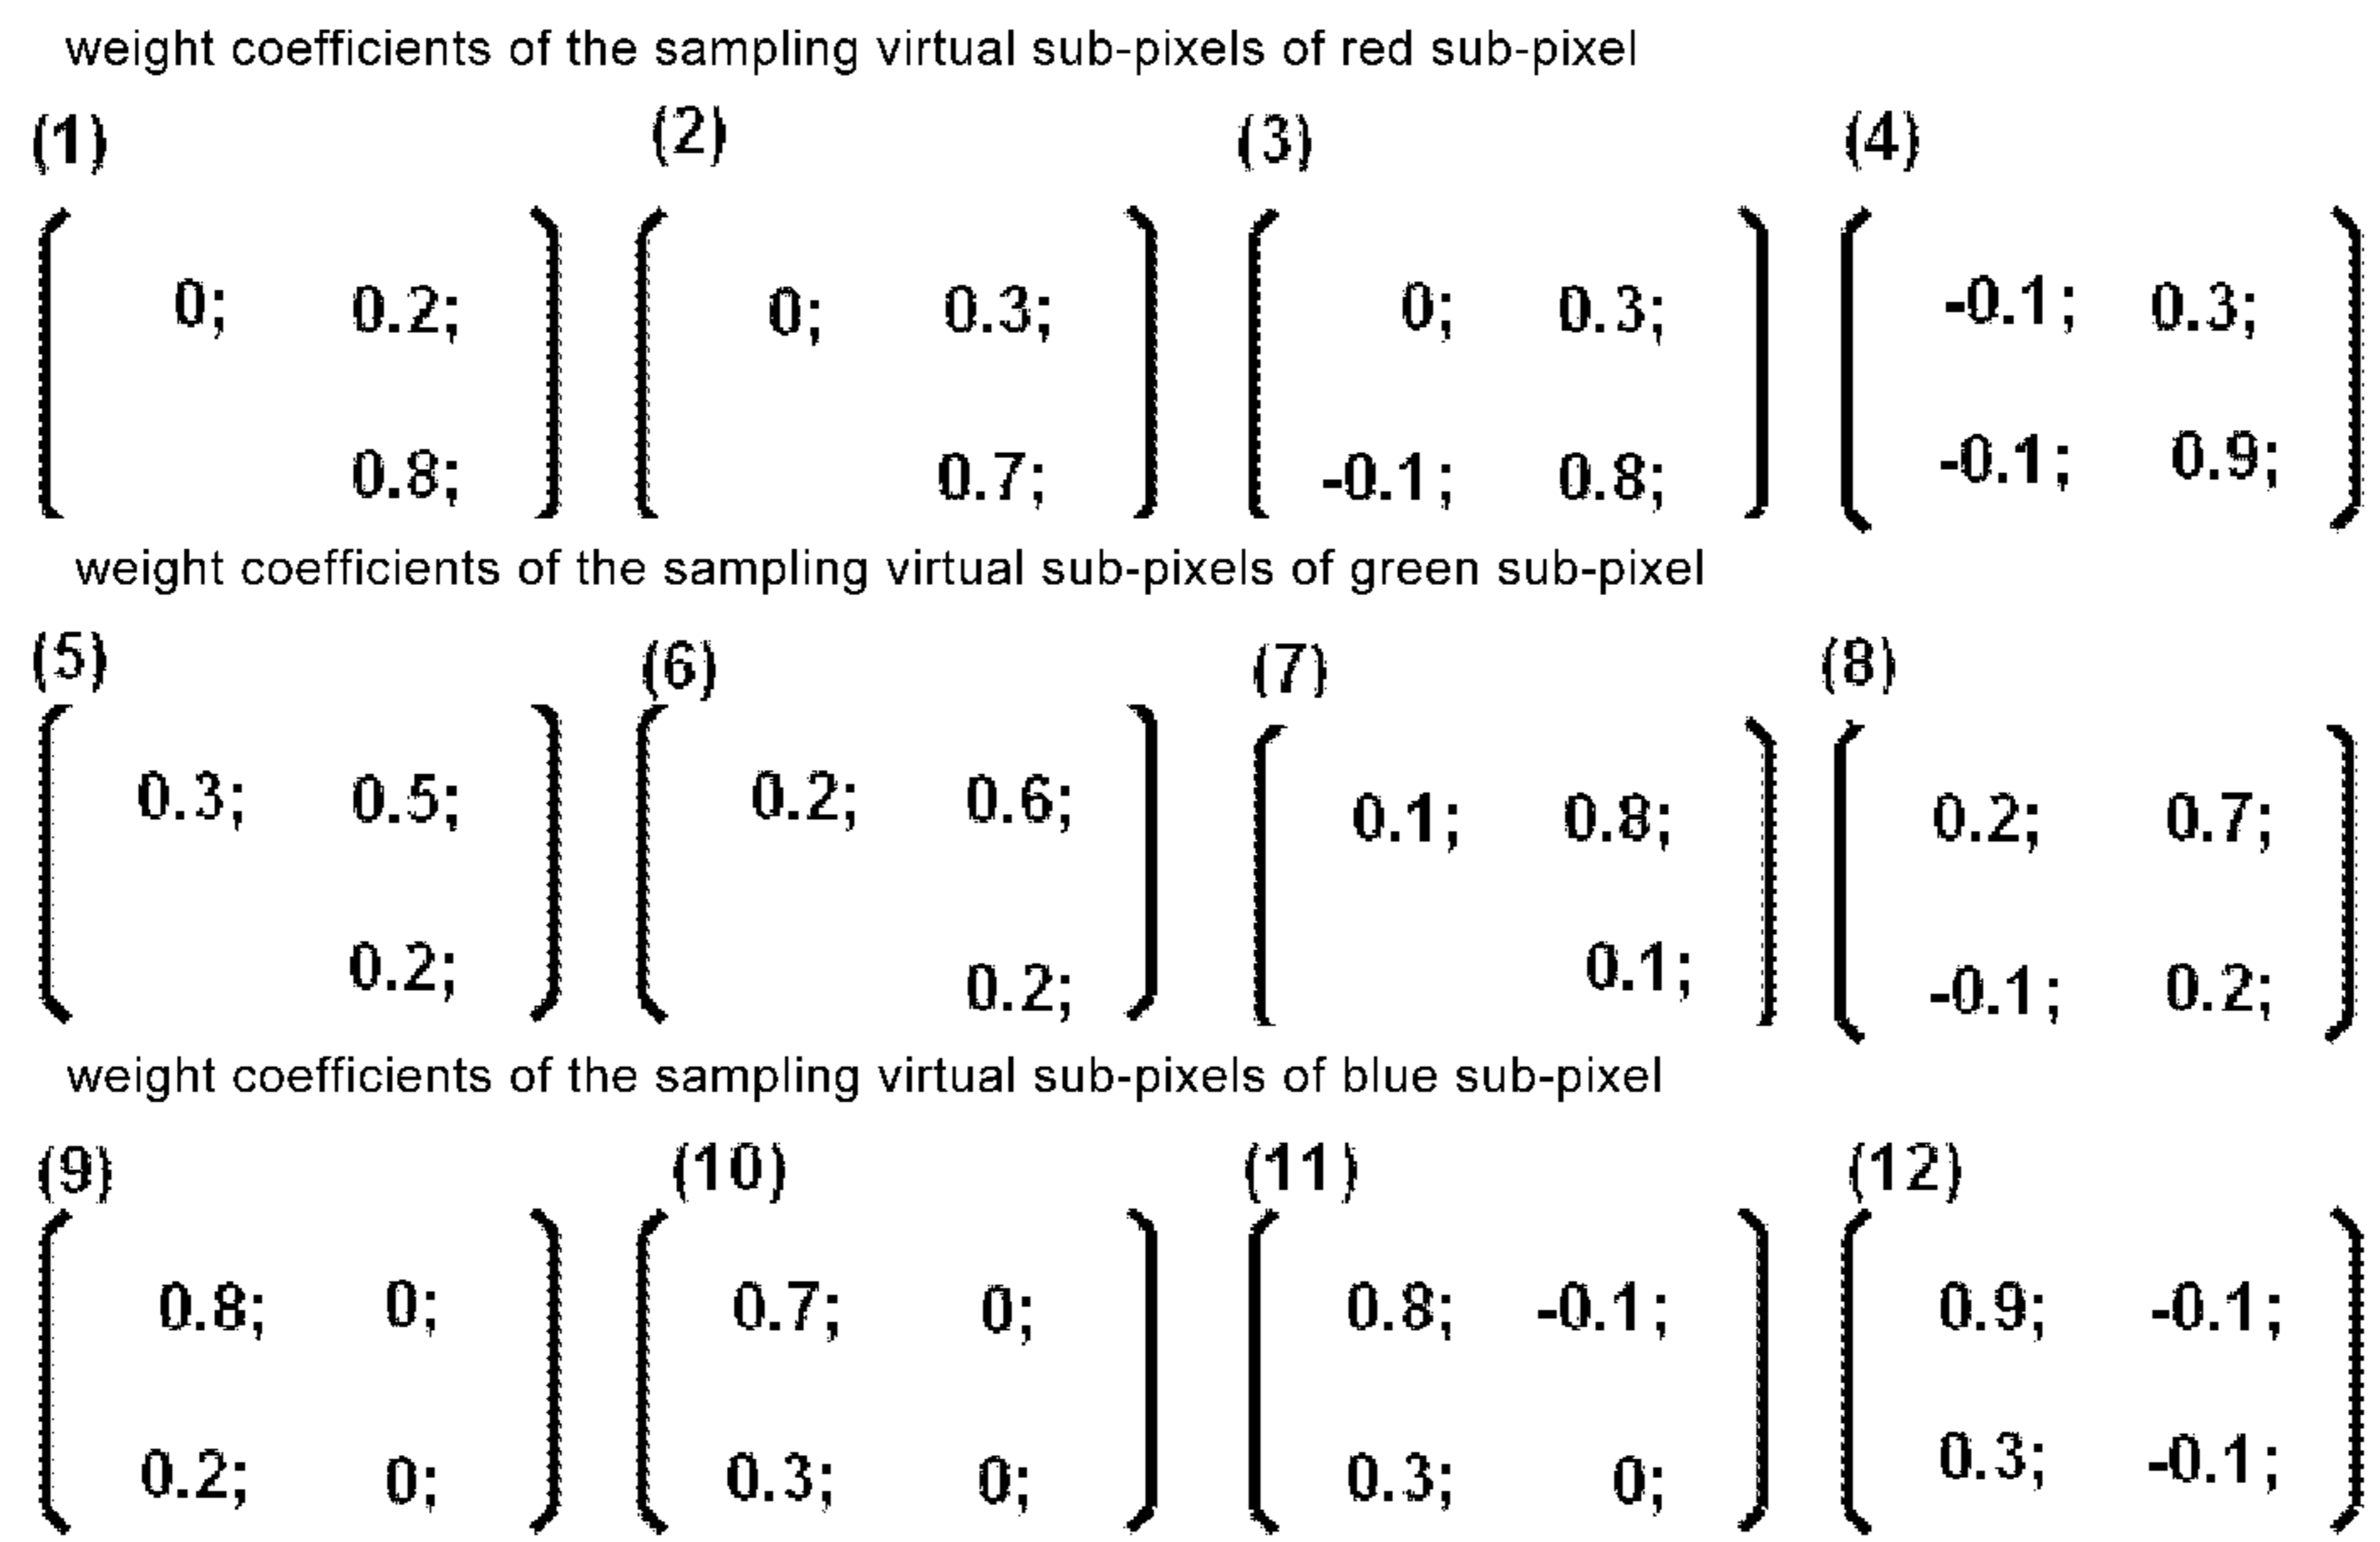 weight coefficients of the sampling virtual sub-pixels of red sub-pixel
(1) (2) (3) (4)
0; 0.2; 0; 0.3; 0; 0.3; -0.1; 0.3;
0.8; 0.7; -0.1; 0.8; -0.1; 0.9;
weight coefficients of the sampling virtual sub-pixels of green sub-pixel
(5) (6) (7) (8)
0.3; 0.5; 0.2; 0.6; 0.1; 0.8; 0.2; 0.7;
0.2; 0.2; 0.1; -0.1; 0.2;
weight coefficients of the sampling virtual sub-pixels of blue sub-pixel
(9) (10) (11) (12)
0.8; 0; 0.7; 0; 0.8; -0.1; 0.9; -0.1;
0.2; 0; 0.3; 0; 0.3; 0; 0.3; -0.1;